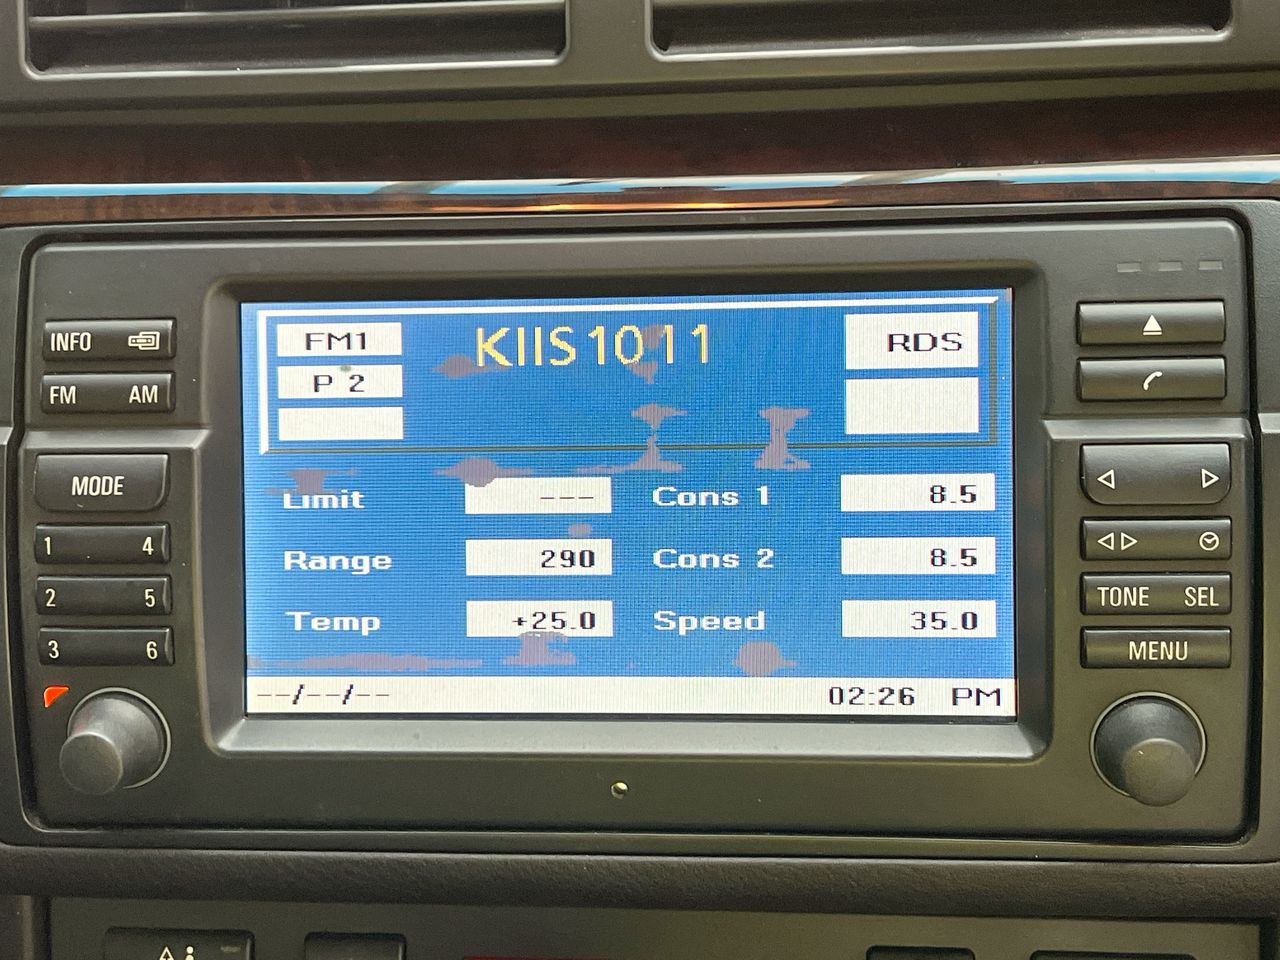 INFO
FM AM
MODE
1 4
2 5
3 6
FM1
KIIS1011
RDS
P 2
Limit ---
Cons 1 8.5
Range 290
Cons 2 8.5
Temp +25.0
Speed 35.0
--/--/--
02:26 PM
TONE SEL
MENU